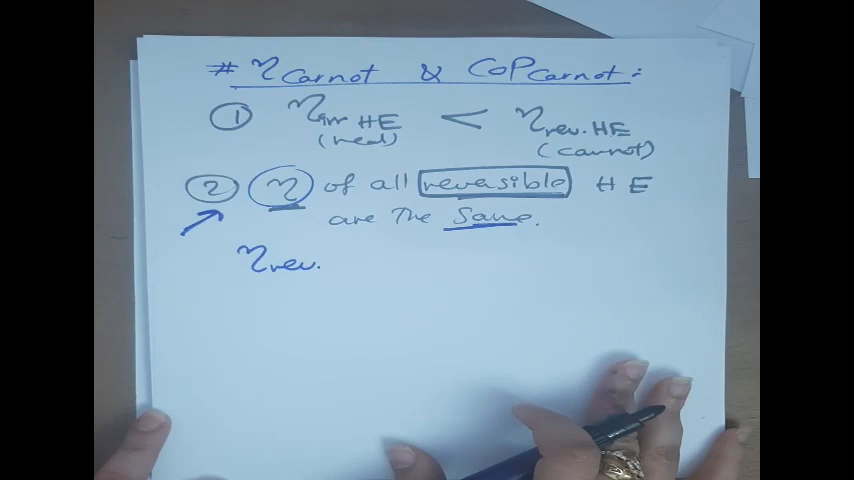 # η Carnot & COP Carnot:
① η irr HE < η rev. HE
(real) (carnot)
② η of all reversible HE
are The Same.
η rev.